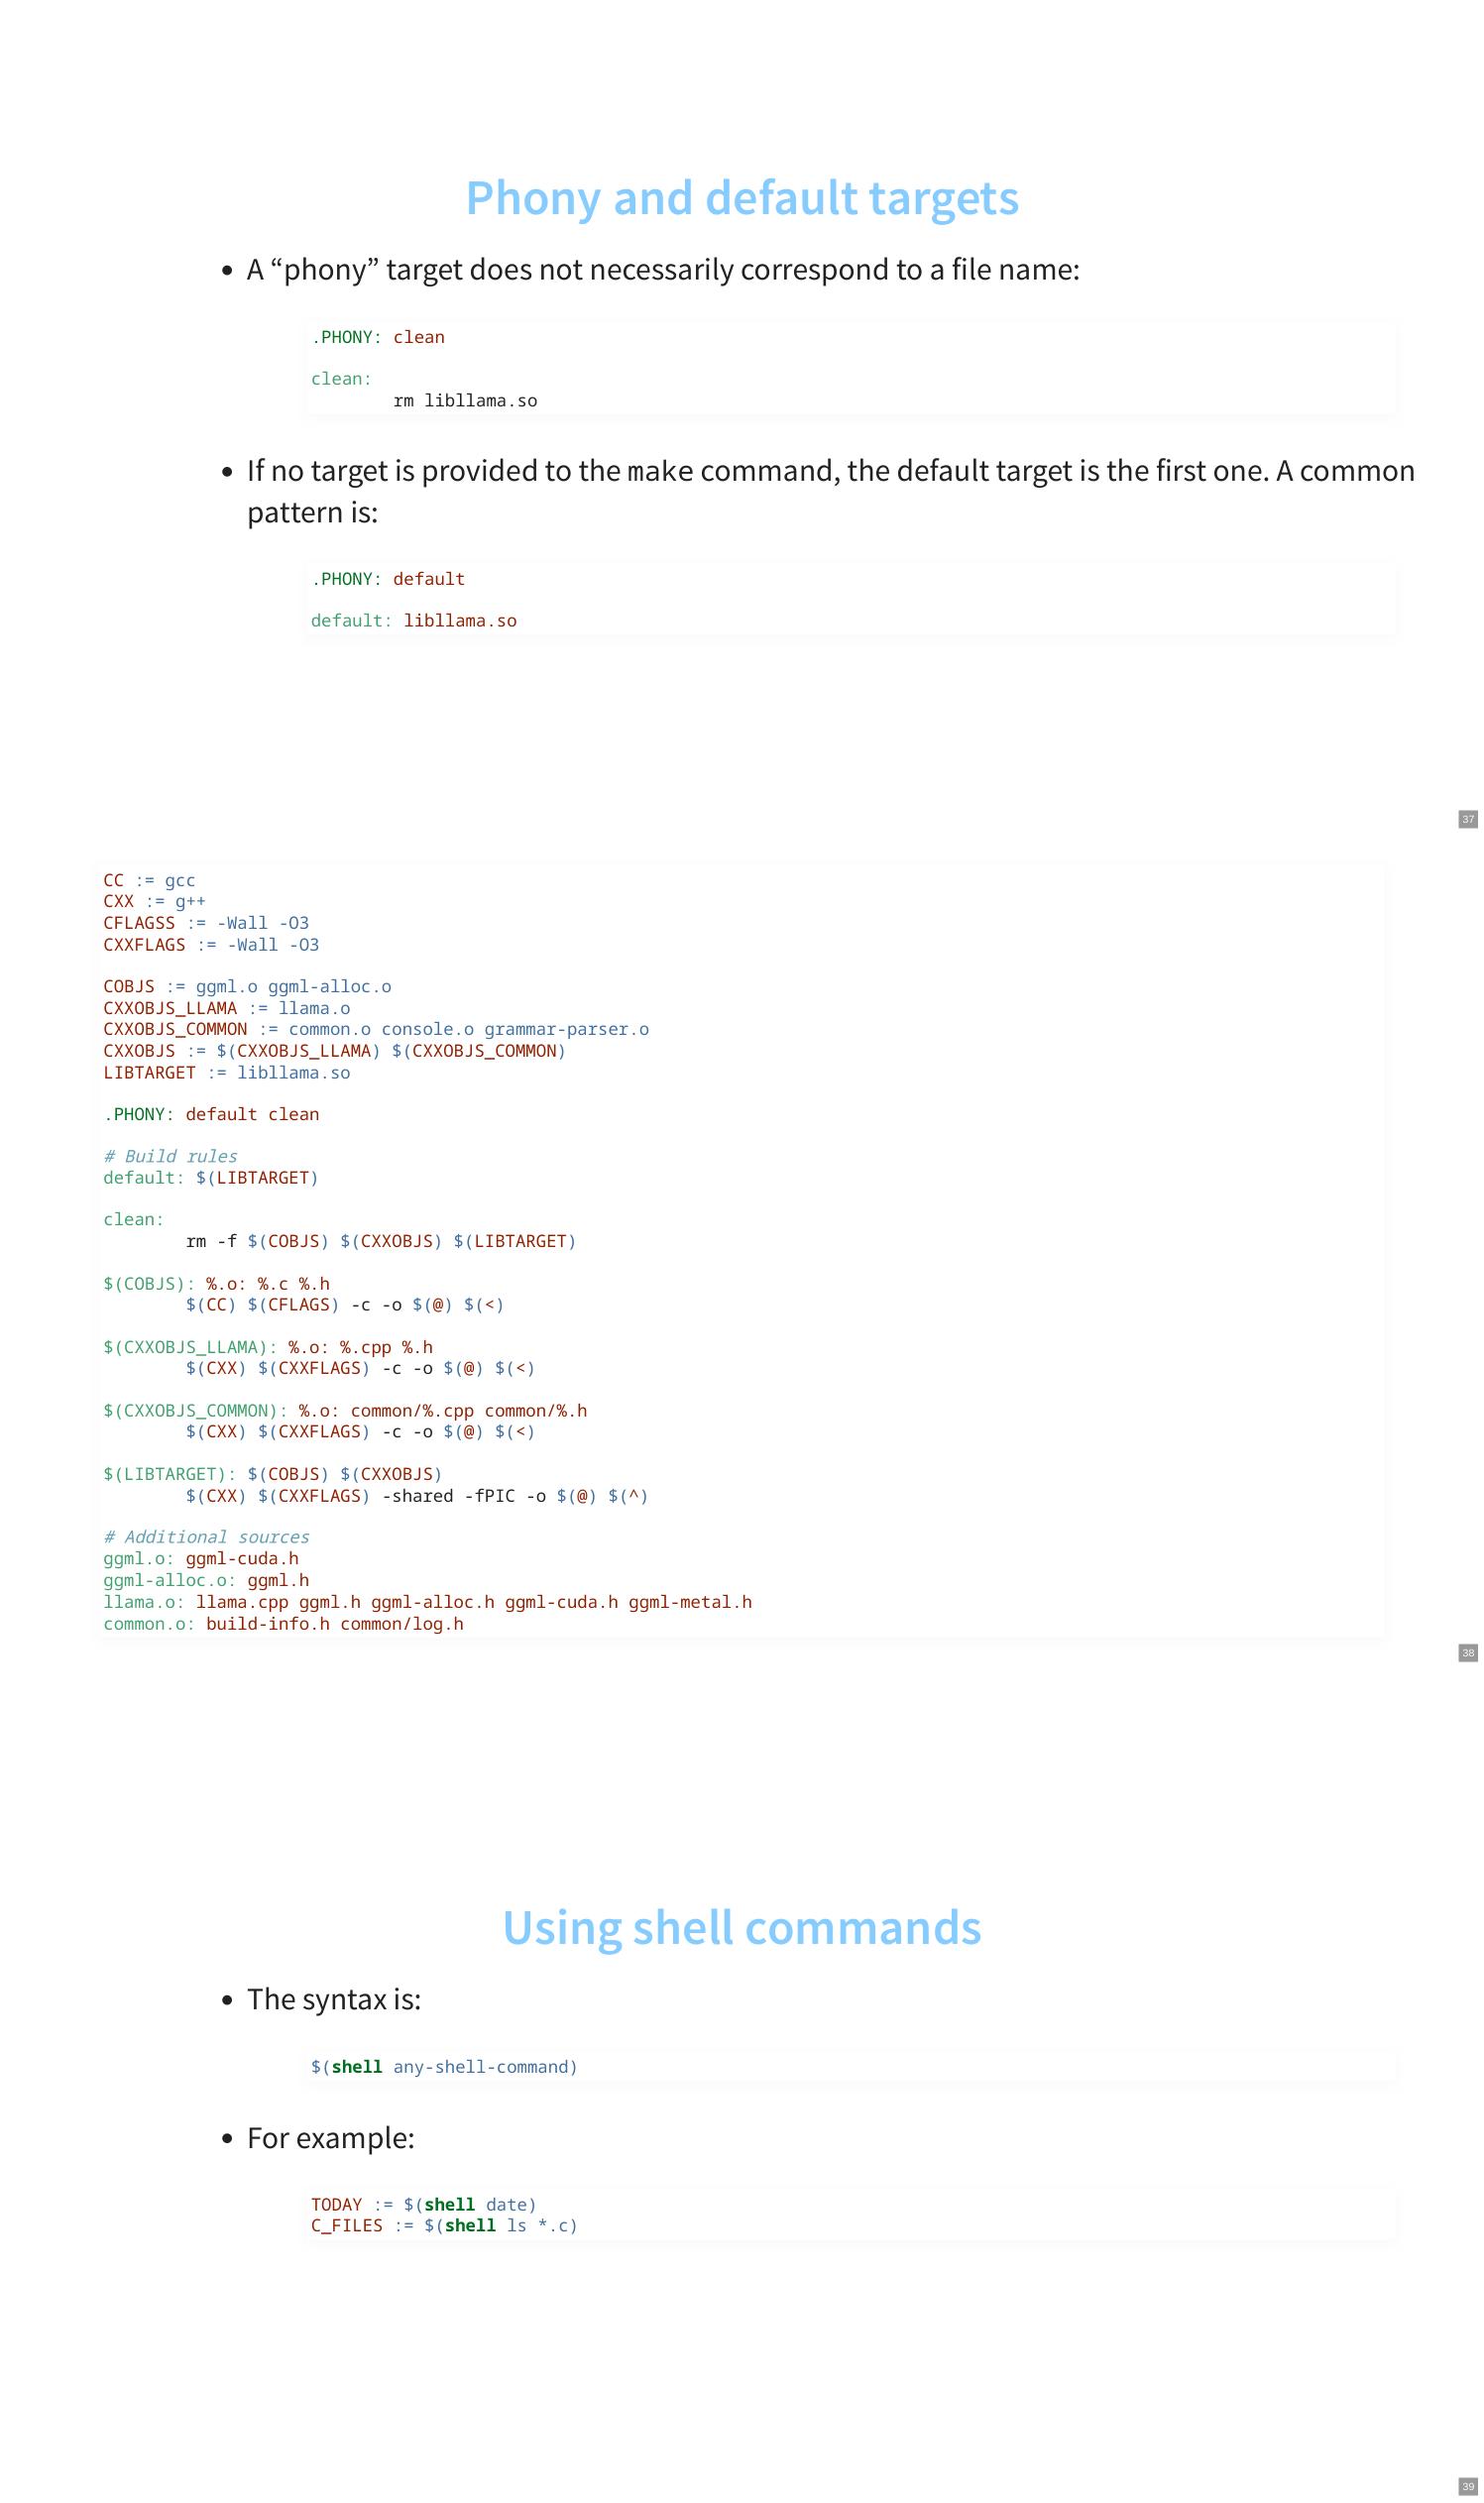 Phony and default targets
• A “phony” target does not necessarily correspond to a file name:
.PHONY: clean
clean:
        rm libllama.so
• If no target is provided to the make command, the default target is the first one. A common
pattern is:
.PHONY: default
default: libllama.so
37
CC := gcc
CXX := g++
CFLAGSS := -Wall -O3
CXXFLAGS := -Wall -O3
COBJS := ggml.o ggml-alloc.o
CXXOBJS_LLAMA := llama.o
CXXOBJS_COMMON := common.o console.o grammar-parser.o
CXXOBJS := $(CXXOBJS_LLAMA) $(CXXOBJS_COMMON)
LIBTARGET := libllama.so
.PHONY: default clean
# Build rules
default: $(LIBTARGET)
clean:
        rm -f $(COBJS) $(CXXOBJS) $(LIBTARGET)
$(COBJS): %.o: %.c %.h
        $(CC) $(CFLAGS) -c -o $(@) $(<)
$(CXXOBJS_LLAMA): %.o: %.cpp %.h
        $(CXX) $(CXXFLAGS) -c -o $(@) $(<)
$(CXXOBJS_COMMON): %.o: common/%.cpp common/%.h
        $(CXX) $(CXXFLAGS) -c -o $(@) $(<)
$(LIBTARGET): $(COBJS) $(CXXOBJS)
        $(CXX) $(CXXFLAGS) -shared -fPIC -o $(@) $(^)
# Additional sources
ggml.o: ggml-cuda.h
ggml-alloc.o: ggml.h
llama.o: llama.cpp ggml.h ggml-alloc.h ggml-cuda.h ggml-metal.h
common.o: build-info.h common/log.h
38
Using shell commands
• The syntax is:
$(shell any-shell-command)
• For example:
TODAY := $(shell date)
C_FILES := $(shell ls *.c)
39